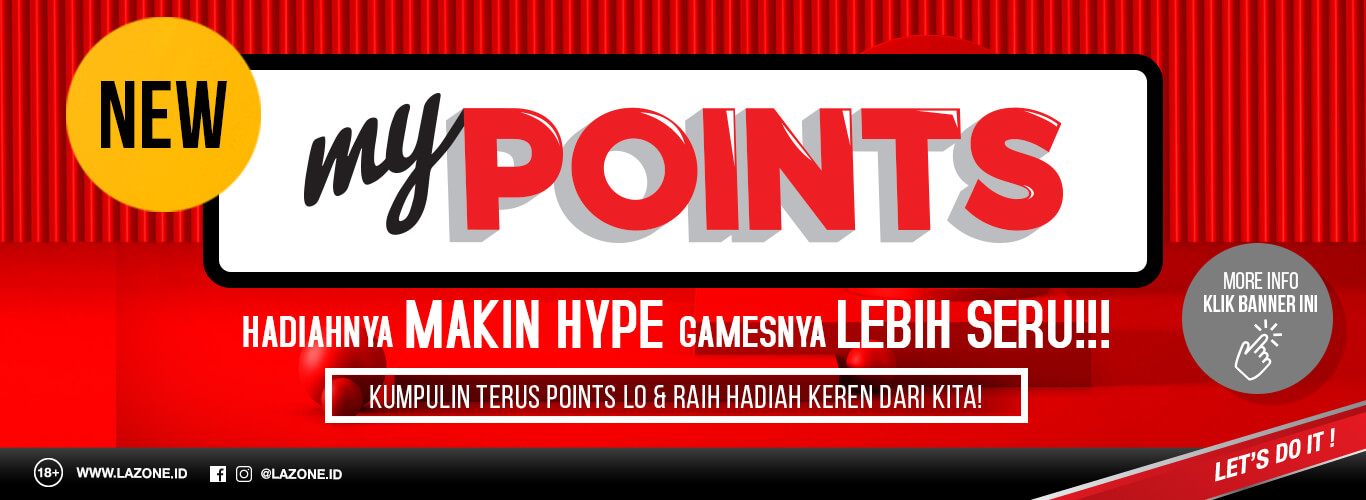 NEW
my POINTS
HADIAHNYA MAKIN HYPE GAMESNYA LEBIH SERU!!!
KUMPULIN TERUS POINTS LO & RAIH HADIAH KEREN DARI KITA!
MORE INFO
KLIK BANNER INI
18+ WWW.LAZONE.ID @LAZONE.ID
LET'S DO IT !